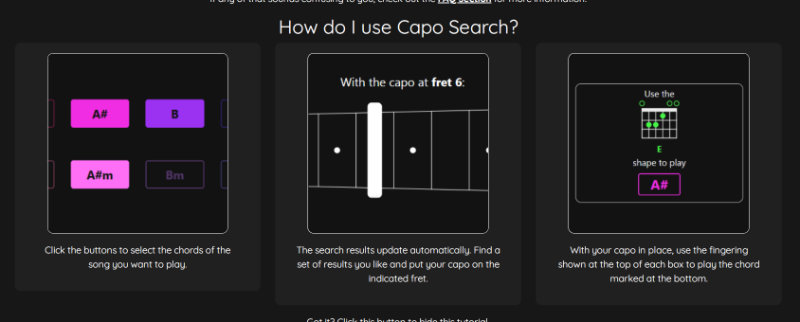 If any of that sounds confusing to you, check out the FAQ Section for more information.
How do I use Capo Search?
A#
B
A#m
Bm
Click the buttons to select the chords of the
song you want to play.
With the capo at fret 6:
The search results update automatically. Find a
set of results you like and put your capo on the
indicated fret.
Use the
E
shape to play
A#
With your capo in place, use the fingering
shown at the top of each box to play the chord
marked at the bottom.
Got it? Click this button to hide this tutorial